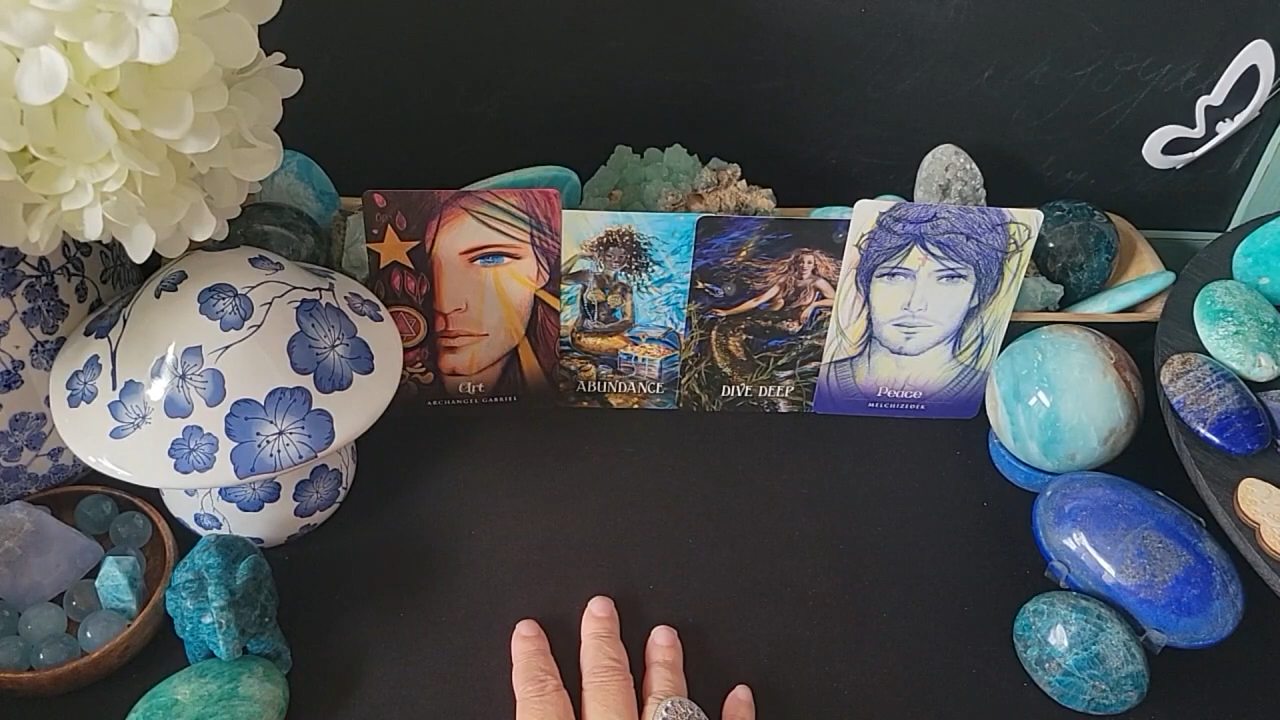 Art
ARCHANGEL GABRIEL
ABUNDANCE
DIVE DEEP
Peace
MELCHIZEDEK